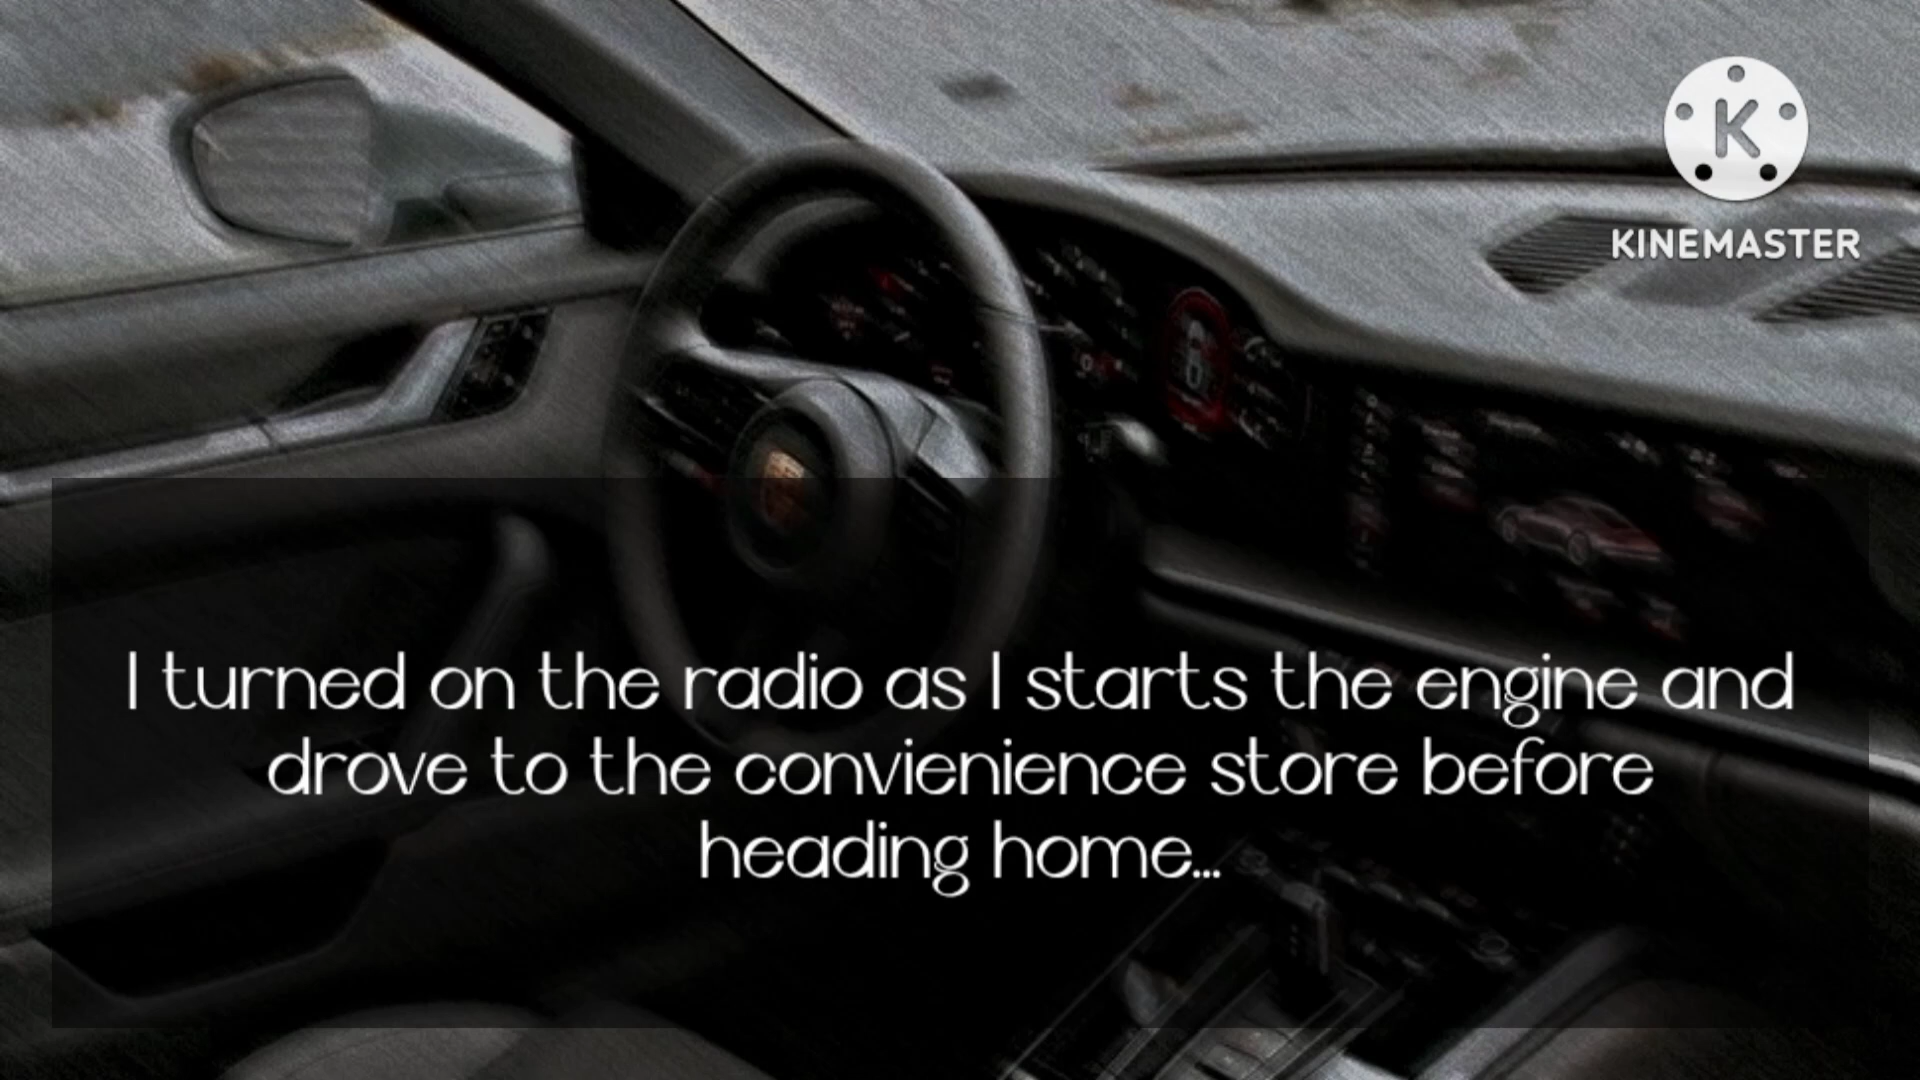 K
KINEMASTER
I turned on the radio as I starts the engine and
drove to the convienience store before
heading home...